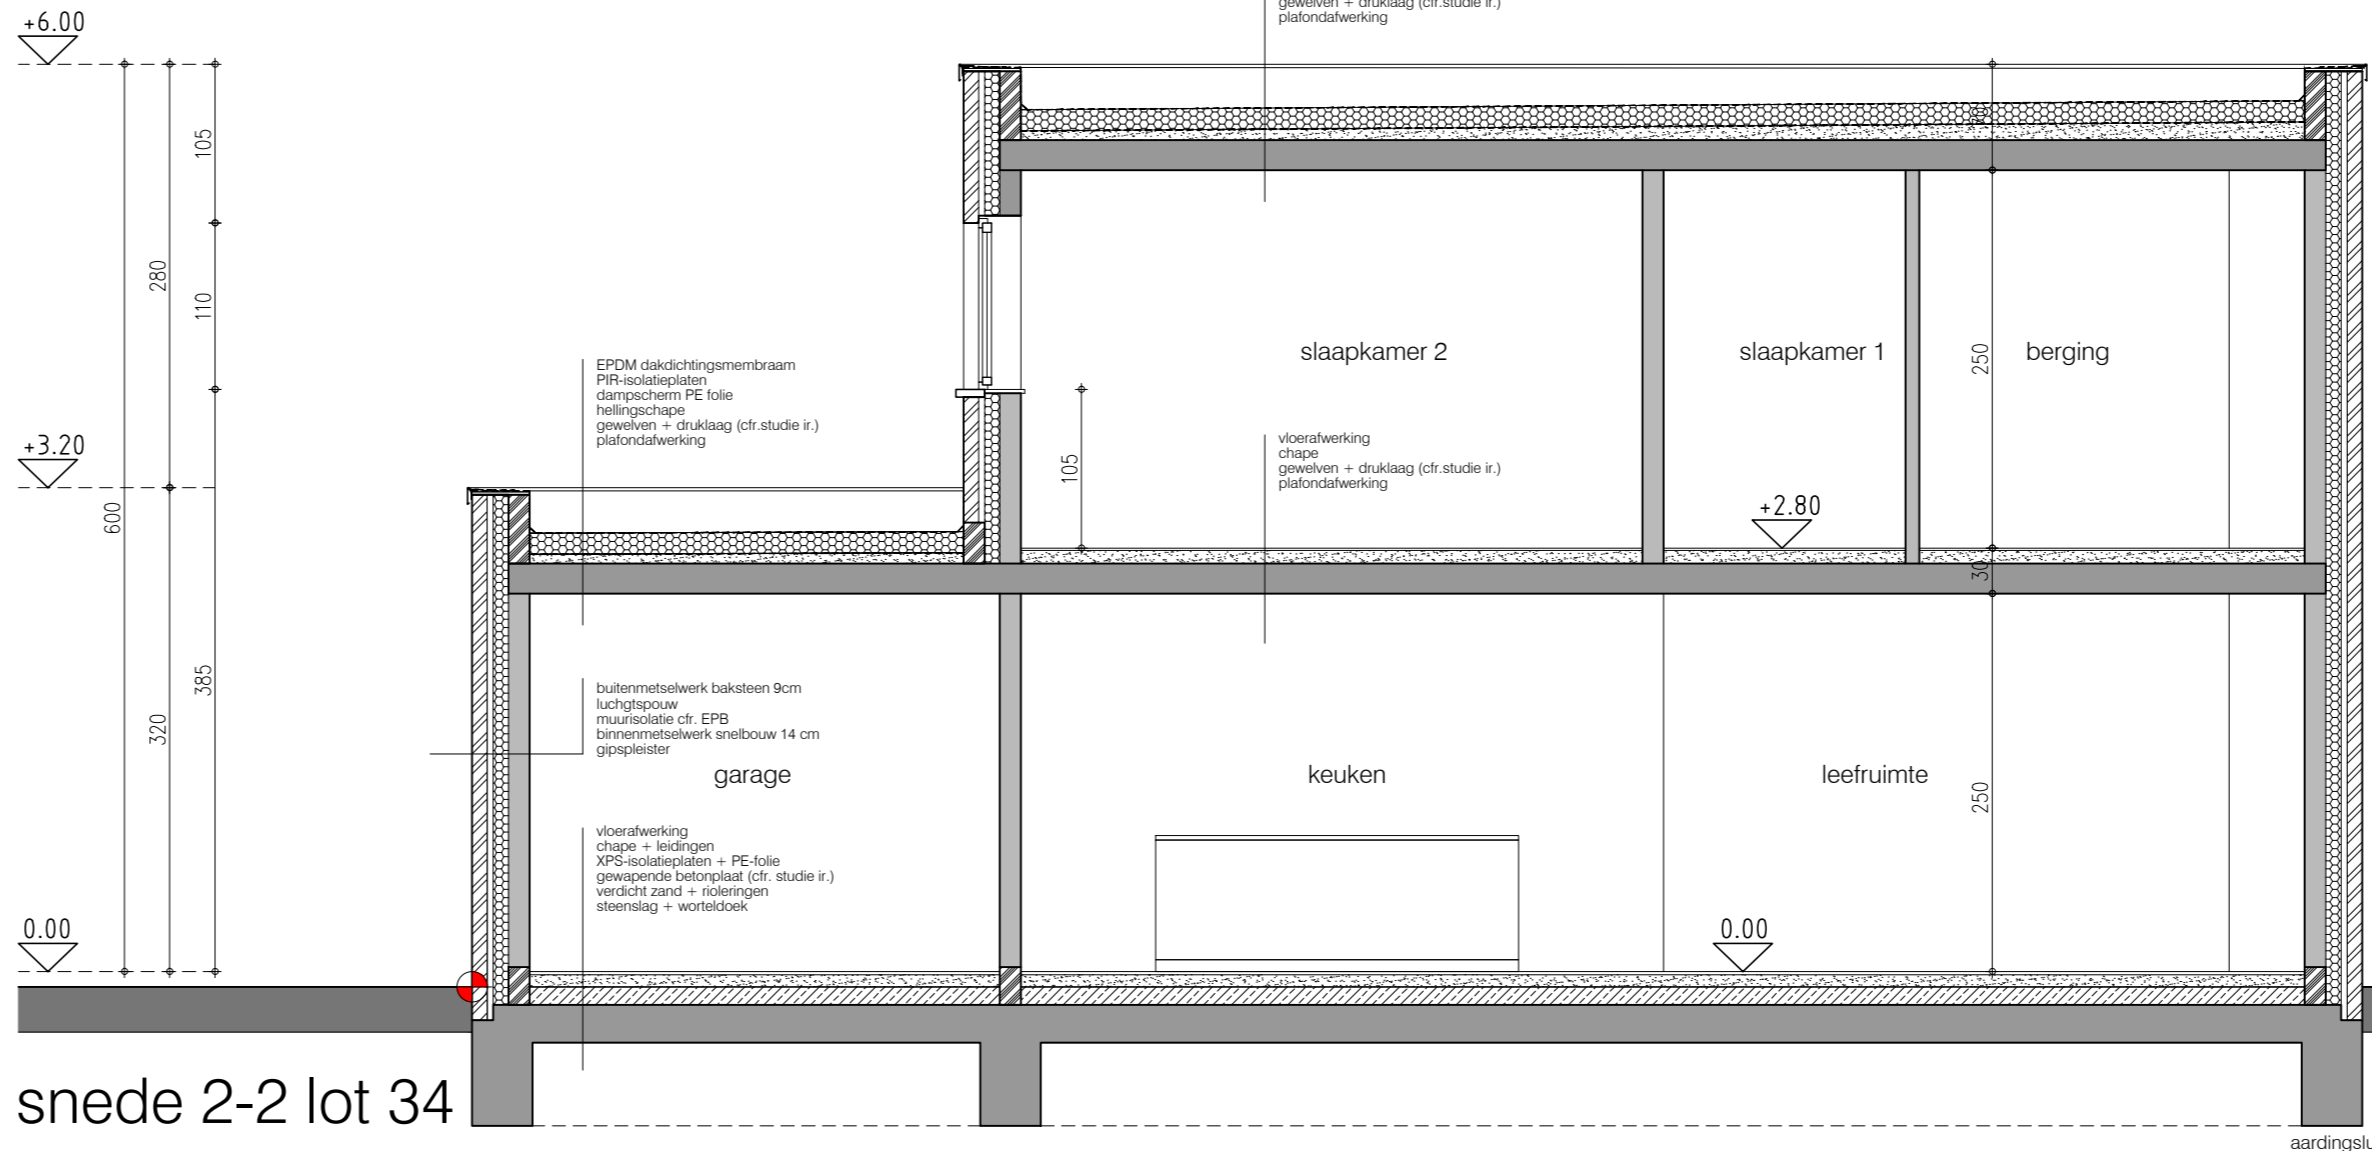 gewelven + druklaag (cfr.studie ir.)
plafondafwerking
+6.00
105
70
280
110
EPDM dakdichtingsmembraam
PIR-isolatieplaten
dampscherm PE folie
hellingschape
gewelven + druklaag (cfr.studie ir.)
plafondafwerking
slaapkamer 2
slaapkamer 1
250
berging
+3.20
600
105
vloerafwerking
chape
gewelven + druklaag (cfr.studie ir.)
plafondafwerking
+2.80
30
385
320
buitenmetselwerk baksteen 9cm
luchgtspouw
muurisolatie cfr. EPB
binnenmetselwerk snelbouw 14 cm
gipspleister
garage
keuken
leefruimte
250
vloerafwerking
chape + leidingen
XPS-isolatieplaten + PE-folie
gewapende betonplaat (cfr. studie ir.)
verdicht zand + rioleringen
steenslag + worteldoek
0.00
0.00
snede 2-2 lot 34